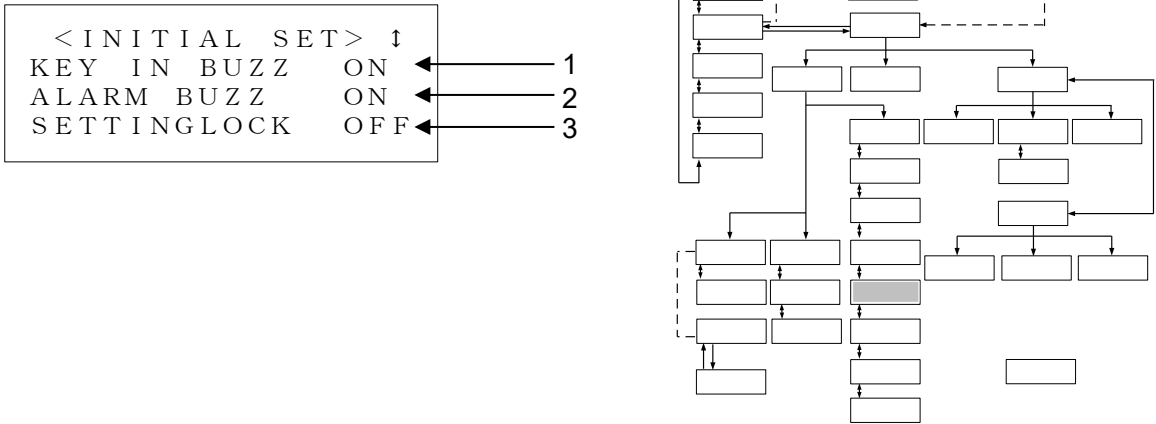 <INITIAL SET> ↕
KEY IN BUZZ ON 1
ALARM BUZZ ON 2
SETTINGLOCK OFF 3